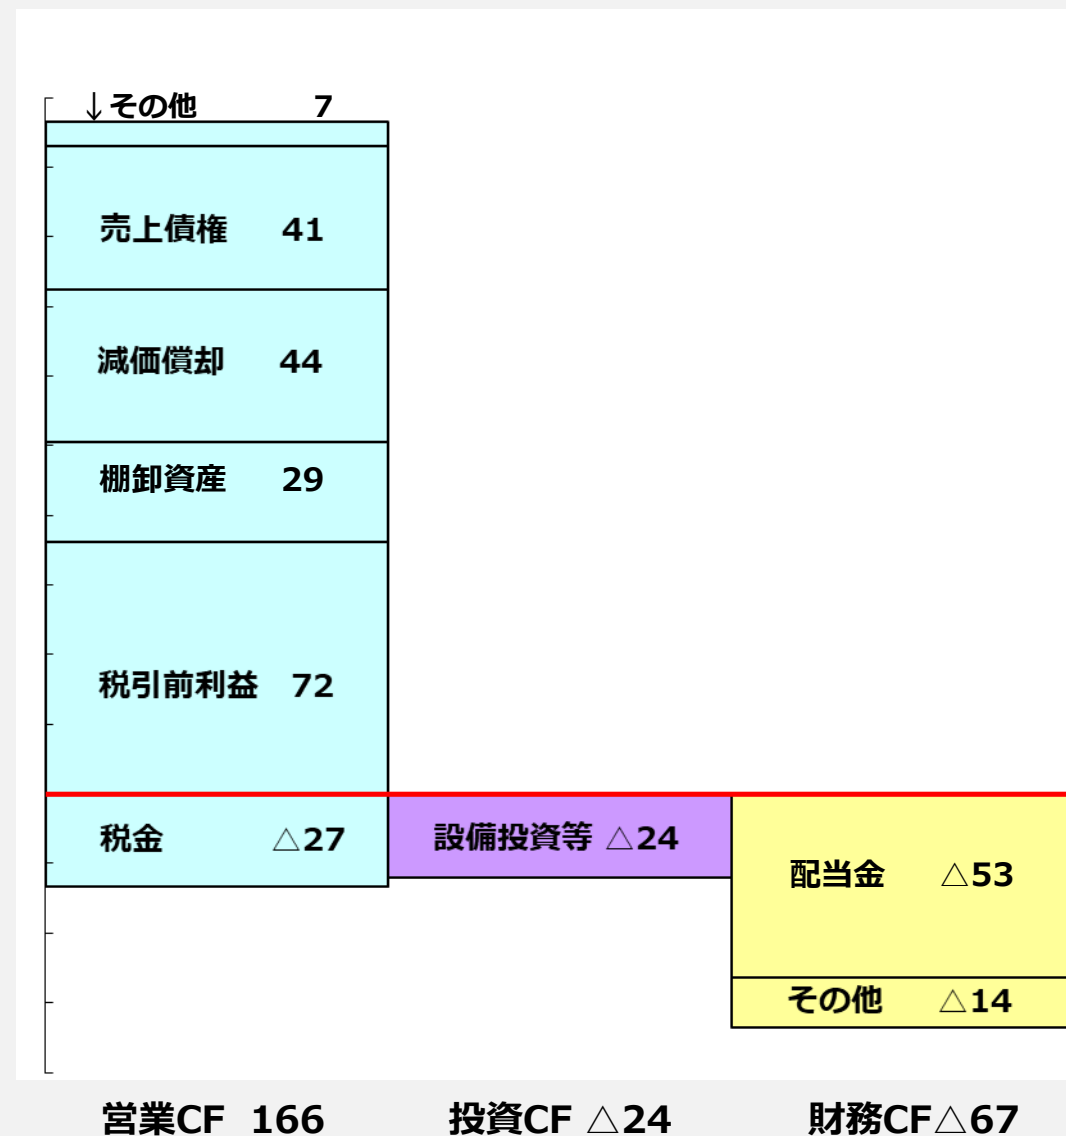 ↓その他 7
売上債権 41
減価償却 44
棚卸資産 29
税引前利益 72
税金 △27
設備投資等 △24
配当金 △53
その他 △14
営業CF 166 投資CF △24 財務CF△67